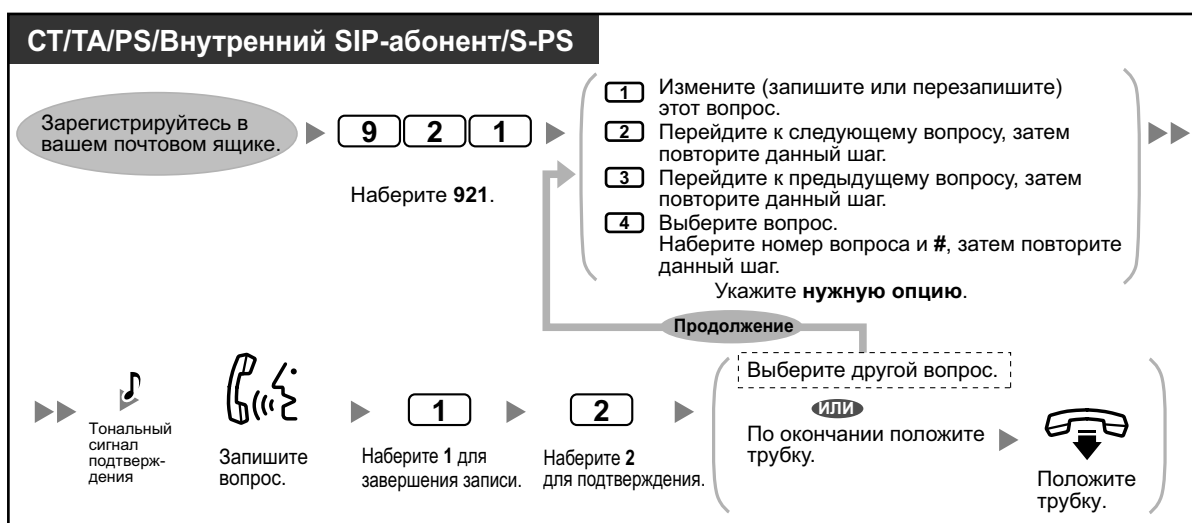 CT/TA/PS/Внутренний SIP-абонент/S-PS
Зарегистрируйтесь в
вашем почтовом ящике.
9 2 1
Наберите 921.
1 Измените (запишите или перезапишите)
этот вопрос.
2 Перейдите к следующему вопросу, затем
повторите данный шаг.
3 Перейдите к предыдущему вопросу, затем
повторите данный шаг.
4 Выберите вопрос.
Наберите номер вопроса и #, затем повторите
данный шаг.
Укажите нужную опцию.
Продолжение
Тональный
сигнал
подтверж-
дения
Запишите
вопрос.
1
Наберите 1 для
завершения записи.
2
Наберите 2
для подтверждения.
Выберите другой вопрос.
ИЛИ
По окончании положите
трубку.
Положите
трубку.